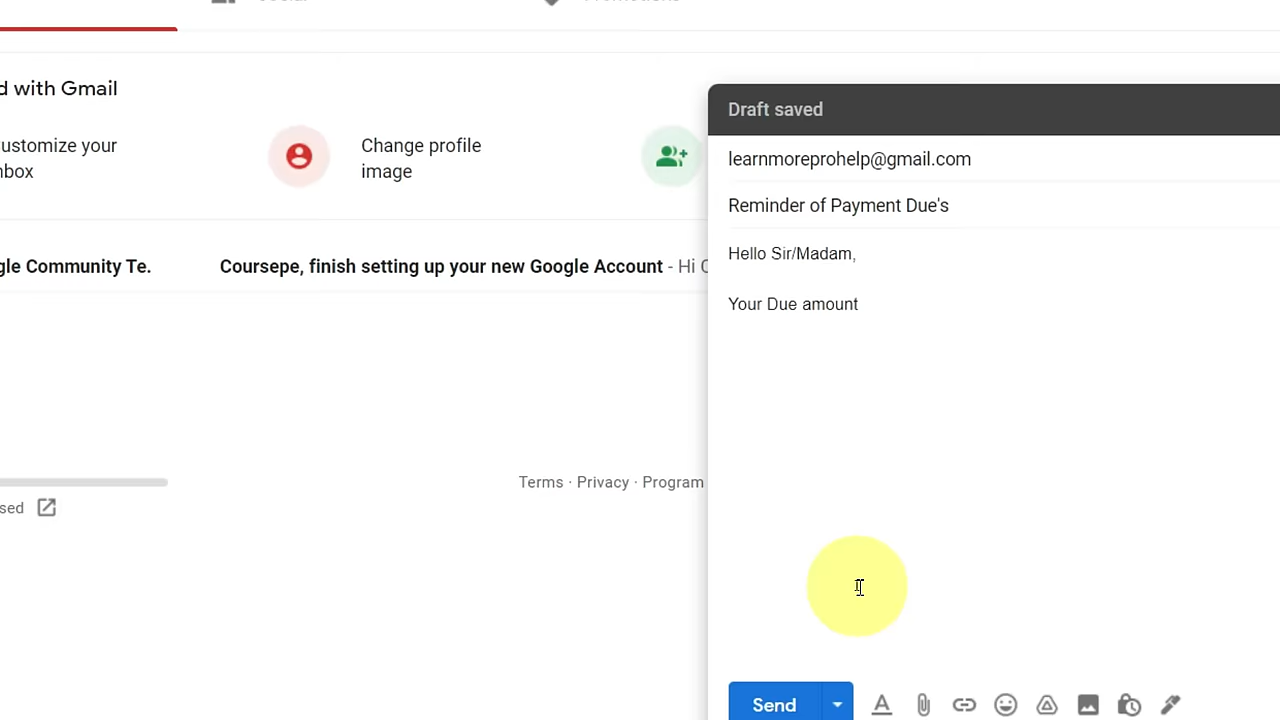 d with Gmail
ustomize your
nbox
Change profile
image
gle Community Te.
Coursepe, finish setting up your new Google Account - Hi C
Terms · Privacy · Program
sed
Draft saved
learnmoreprohelp@gmail.com
Reminder of Payment Due's
Hello Sir/Madam,
Your Due amount
Send